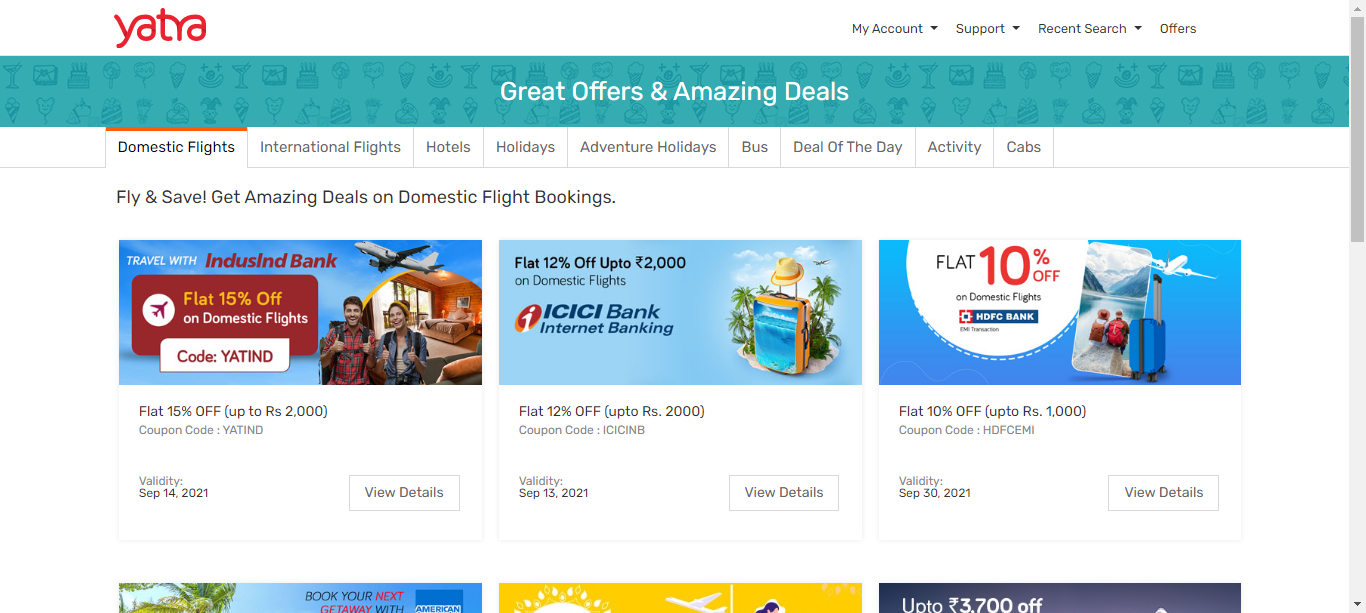 yatra
My Account
Support
Recent Search
Offers
Great Offers & Amazing Deals
Domestic Flights
International Flights
Hotels
Holidays
Adventure Holidays
Bus
Deal Of The Day
Activity
Cabs
Fly & Save! Get Amazing Deals on Domestic Flight Bookings.
TRAVEL WITH IndusInd Bank
Flat 15% Off
on Domestic Flights
Code: YATIND
Flat 15% OFF (up to Rs 2,000)
Coupon Code : YATIND
Validity:
Sep 14, 2021
View Details
Flat 12% Off Upto ₹2,000
on Domestic Flights
ICICI Bank
Internet Banking
Flat 12% OFF (upto Rs. 2000)
Coupon Code : ICICINB
Validity:
Sep 13, 2021
View Details
FLAT 10% OFF
on Domestic Flights
HDFC BANK
EMI Transaction
Flat 10% OFF (upto Rs. 1,000)
Coupon Code : HDFCEMI
Validity:
Sep 30, 2021
View Details
BOOK YOUR NEXT
GETAWAY WITH
AMERICAN
Upto ₹3,700 off